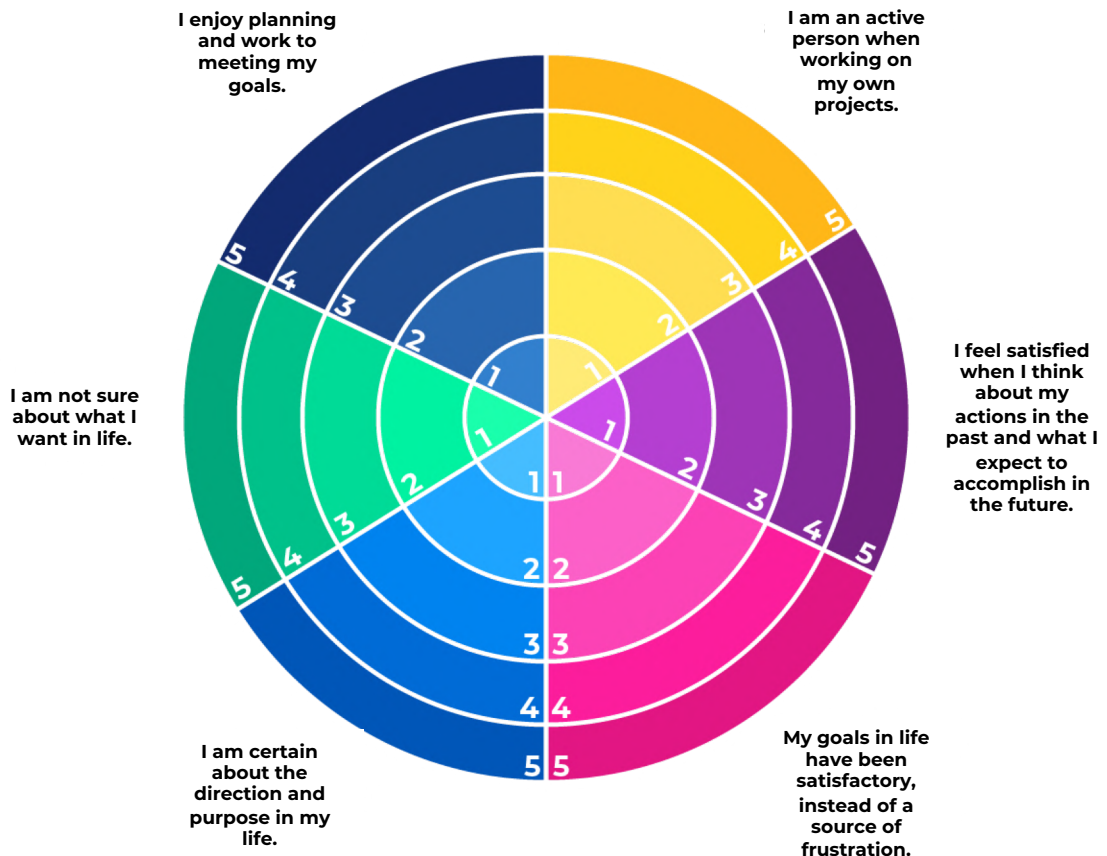 I enjoy planning
and work to
meeting my
goals.
I am an active
person when
working on
my own
projects.
I feel satisfied
when I think
about my
actions in the
past and what I
expect to
accomplish in
the future.
My goals in life
have been
satisfactory,
instead of a
source of
frustration.
I am certain
about the
direction and
purpose in my
life.
I am not sure
about what I
want in life.
5
4
3
2
1
5
4
3
2
1
1
2
3
4
5
1
2
3
4
5
1
2
3
4
5
1
2
3
4
5